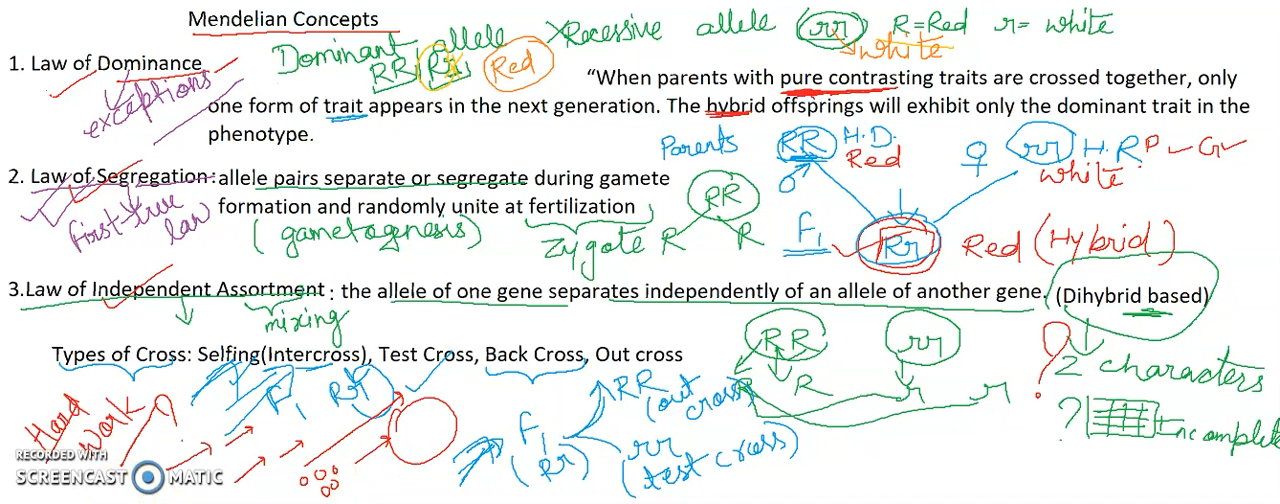 Mendelian Concepts
Dominant allele Recessive allele rr R=Red r= white
RR Rr Red white
1. Law of Dominance
exceptions
“When parents with pure contrasting traits are crossed together, only
one form of trait appears in the next generation. The hybrid offsprings will exhibit only the dominant trait in the
phenotype.
Parents RR H.D. ♀ rr H.R P G
Red ♂ white
2. Law of Segregation: allele pairs separate or segregate during gamete
formation and randomly unite at fertilization
First true law
(gametogenesis) Zygote RR
R R
F1 Rr Red (Hybrid)
3.Law of Independent Assortment : the allele of one gene separates independently of an allele of another gene. (Dihybrid based)
mixing
RR rr
R R r r
? 2 characters
? Incomplete
Types of Cross: Selfing(Intercross), Test Cross, Back Cross, Out cross
Hard work
F1 Rr
F1 (Rr)
RR (out cross)
rr (test cross)
RECORDED WITH
SCREENCAST MATIC